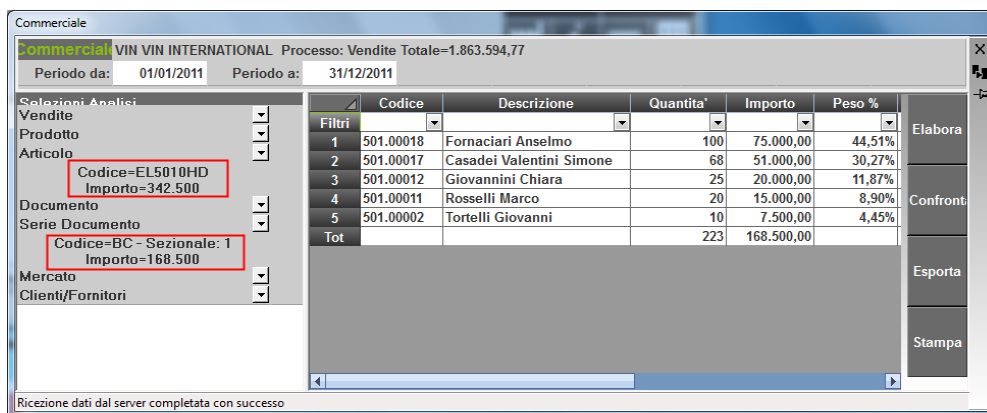 Commerciale
Commerciale VIN VIN INTERNATIONAL Processo: Vendite Totale=1.863.594,77
Periodo da: 01/01/2011 Periodo a: 31/12/2011
Selezioni Analisi
Vendite
Prodotto
Articolo
Codice=EL5010HD
Importo=342.500
Documento
Serie Documento
Codice=BC - Sezionale: 1
Importo=168.500
Mercato
Clienti/Fornitori
Codice Descrizione Quantita' Importo Peso %
Filtri
1 501.00018 Fornaciari Anselmo 100 75.000,00 44,51%
2 501.00017 Casadei Valentini Simone 68 51.000,00 30,27%
3 501.00012 Giovannini Chiara 25 20.000,00 11,87%
4 501.00011 Rosselli Marco 20 15.000,00 8,90%
5 501.00002 Tortelli Giovanni 10 7.500,00 4,45%
Tot 223 168.500,00
Elabora
Confront
Esporta
Stampa
Ricezione dati dal server completata con successo